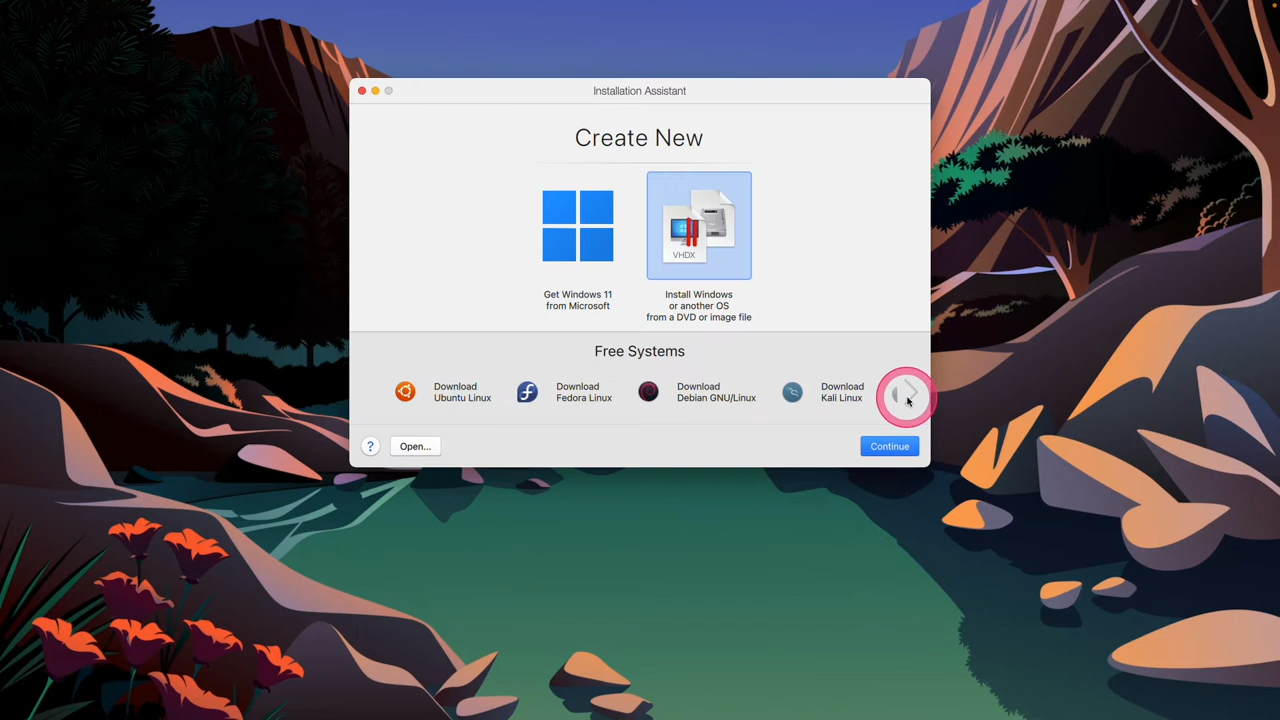 Installation Assistant
Create New
VHDX
Get Windows 11
from Microsoft
Install Windows
or another OS
from a DVD or image file
Free Systems
Download
Ubuntu Linux
Download
Fedora Linux
Download
Debian GNU/Linux
Download
Kali Linux
?
Open...
Continue